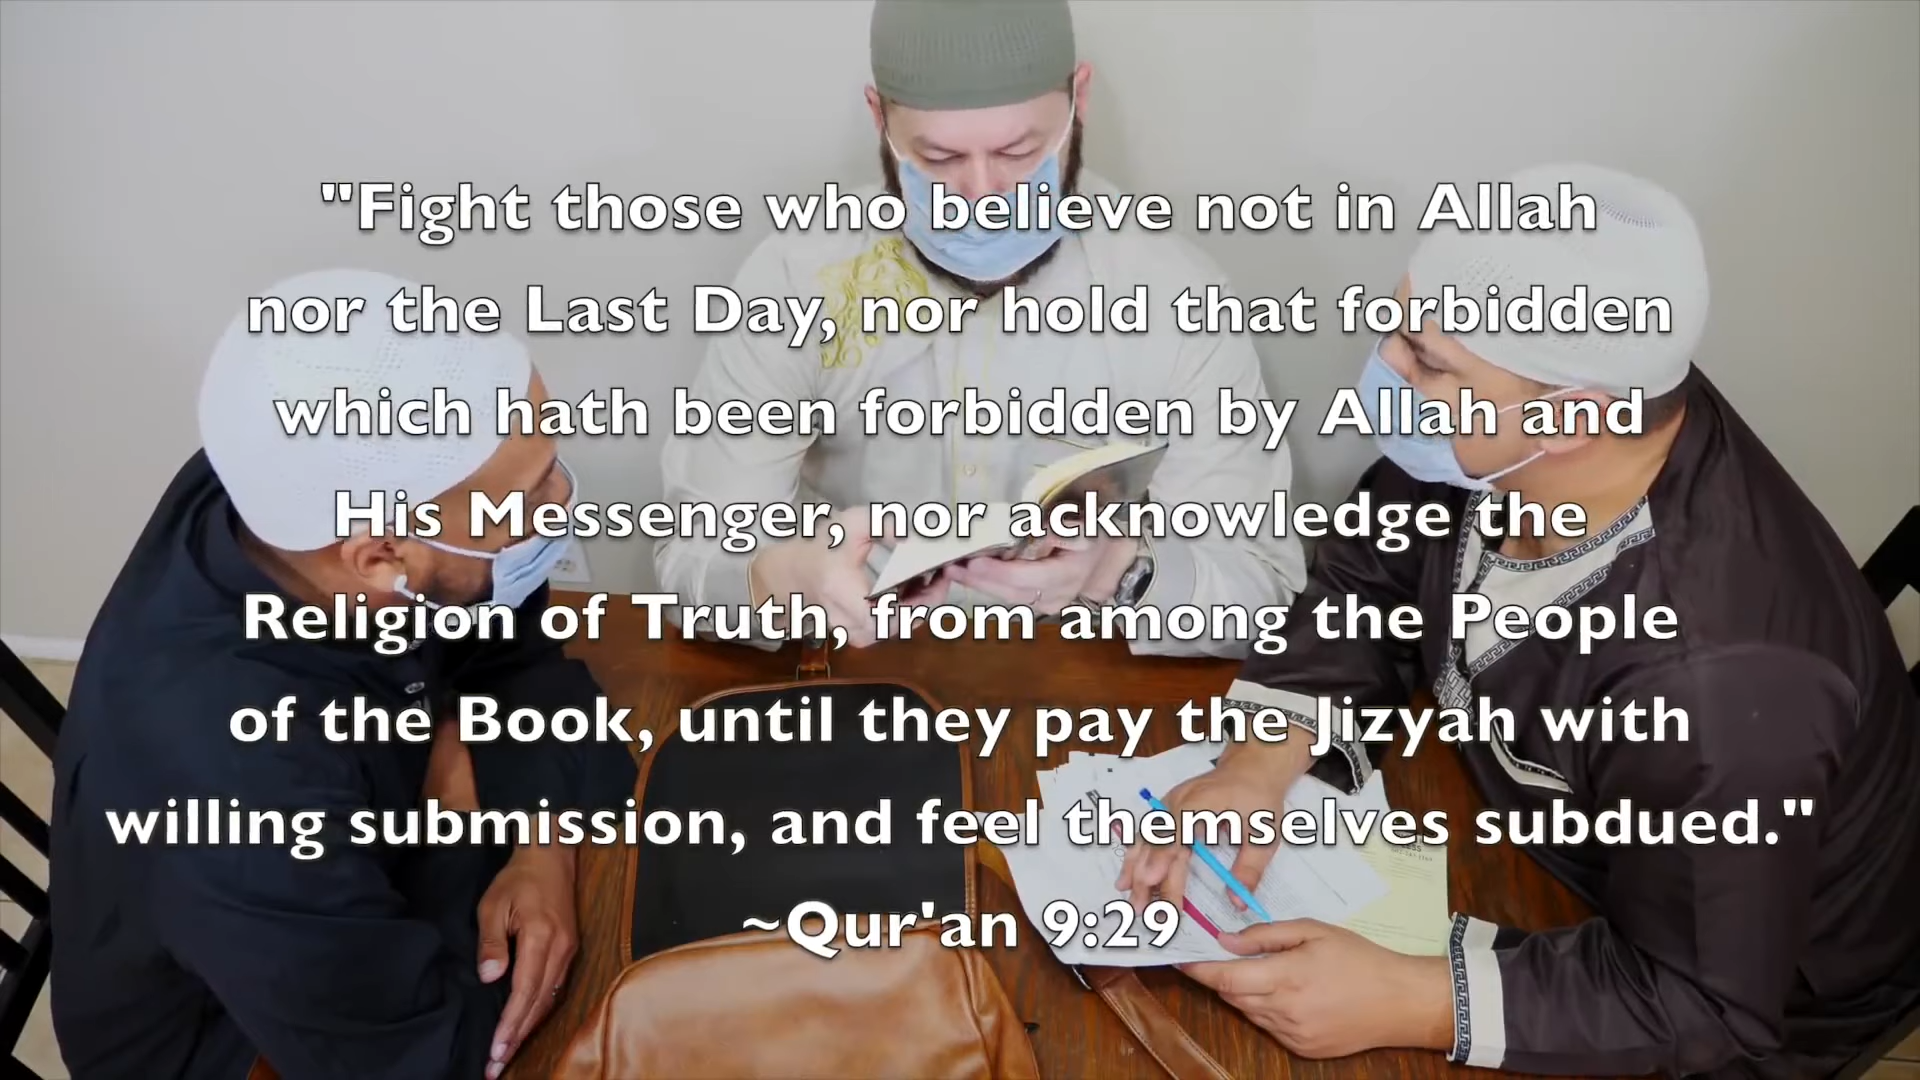 "Fight those who believe not in Allah
nor the Last Day, nor hold that forbidden
which hath been forbidden by Allah and
His Messenger, nor acknowledge the
Religion of Truth, from among the People
of the Book, until they pay the Jizyah with
willing submission, and feel themselves subdued."
~Qur'an 9:29